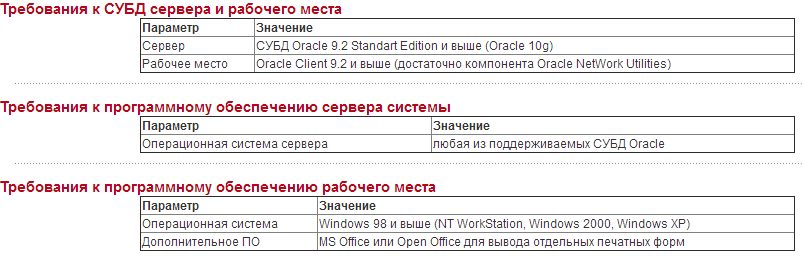 Требования к СУБД сервера и рабочего места
Параметр Значение
Сервер СУБД Oracle 9.2 Standart Edition и выше (Oracle 10g)
Рабочее место Oracle Client 9.2 и выше (достаточно компонента Oracle NetWork Utilities)
Требования к программному обеспечению сервера системы
Параметр Значение
Операционная система сервера любая из поддерживаемых СУБД Oracle
Требования к программному обеспечению рабочего места
Параметр Значение
Операционная система Windows 98 и выше (NT WorkStation, Windows 2000, Windows XP)
Дополнительное ПО MS Office или Open Office для вывода отдельных печатных форм